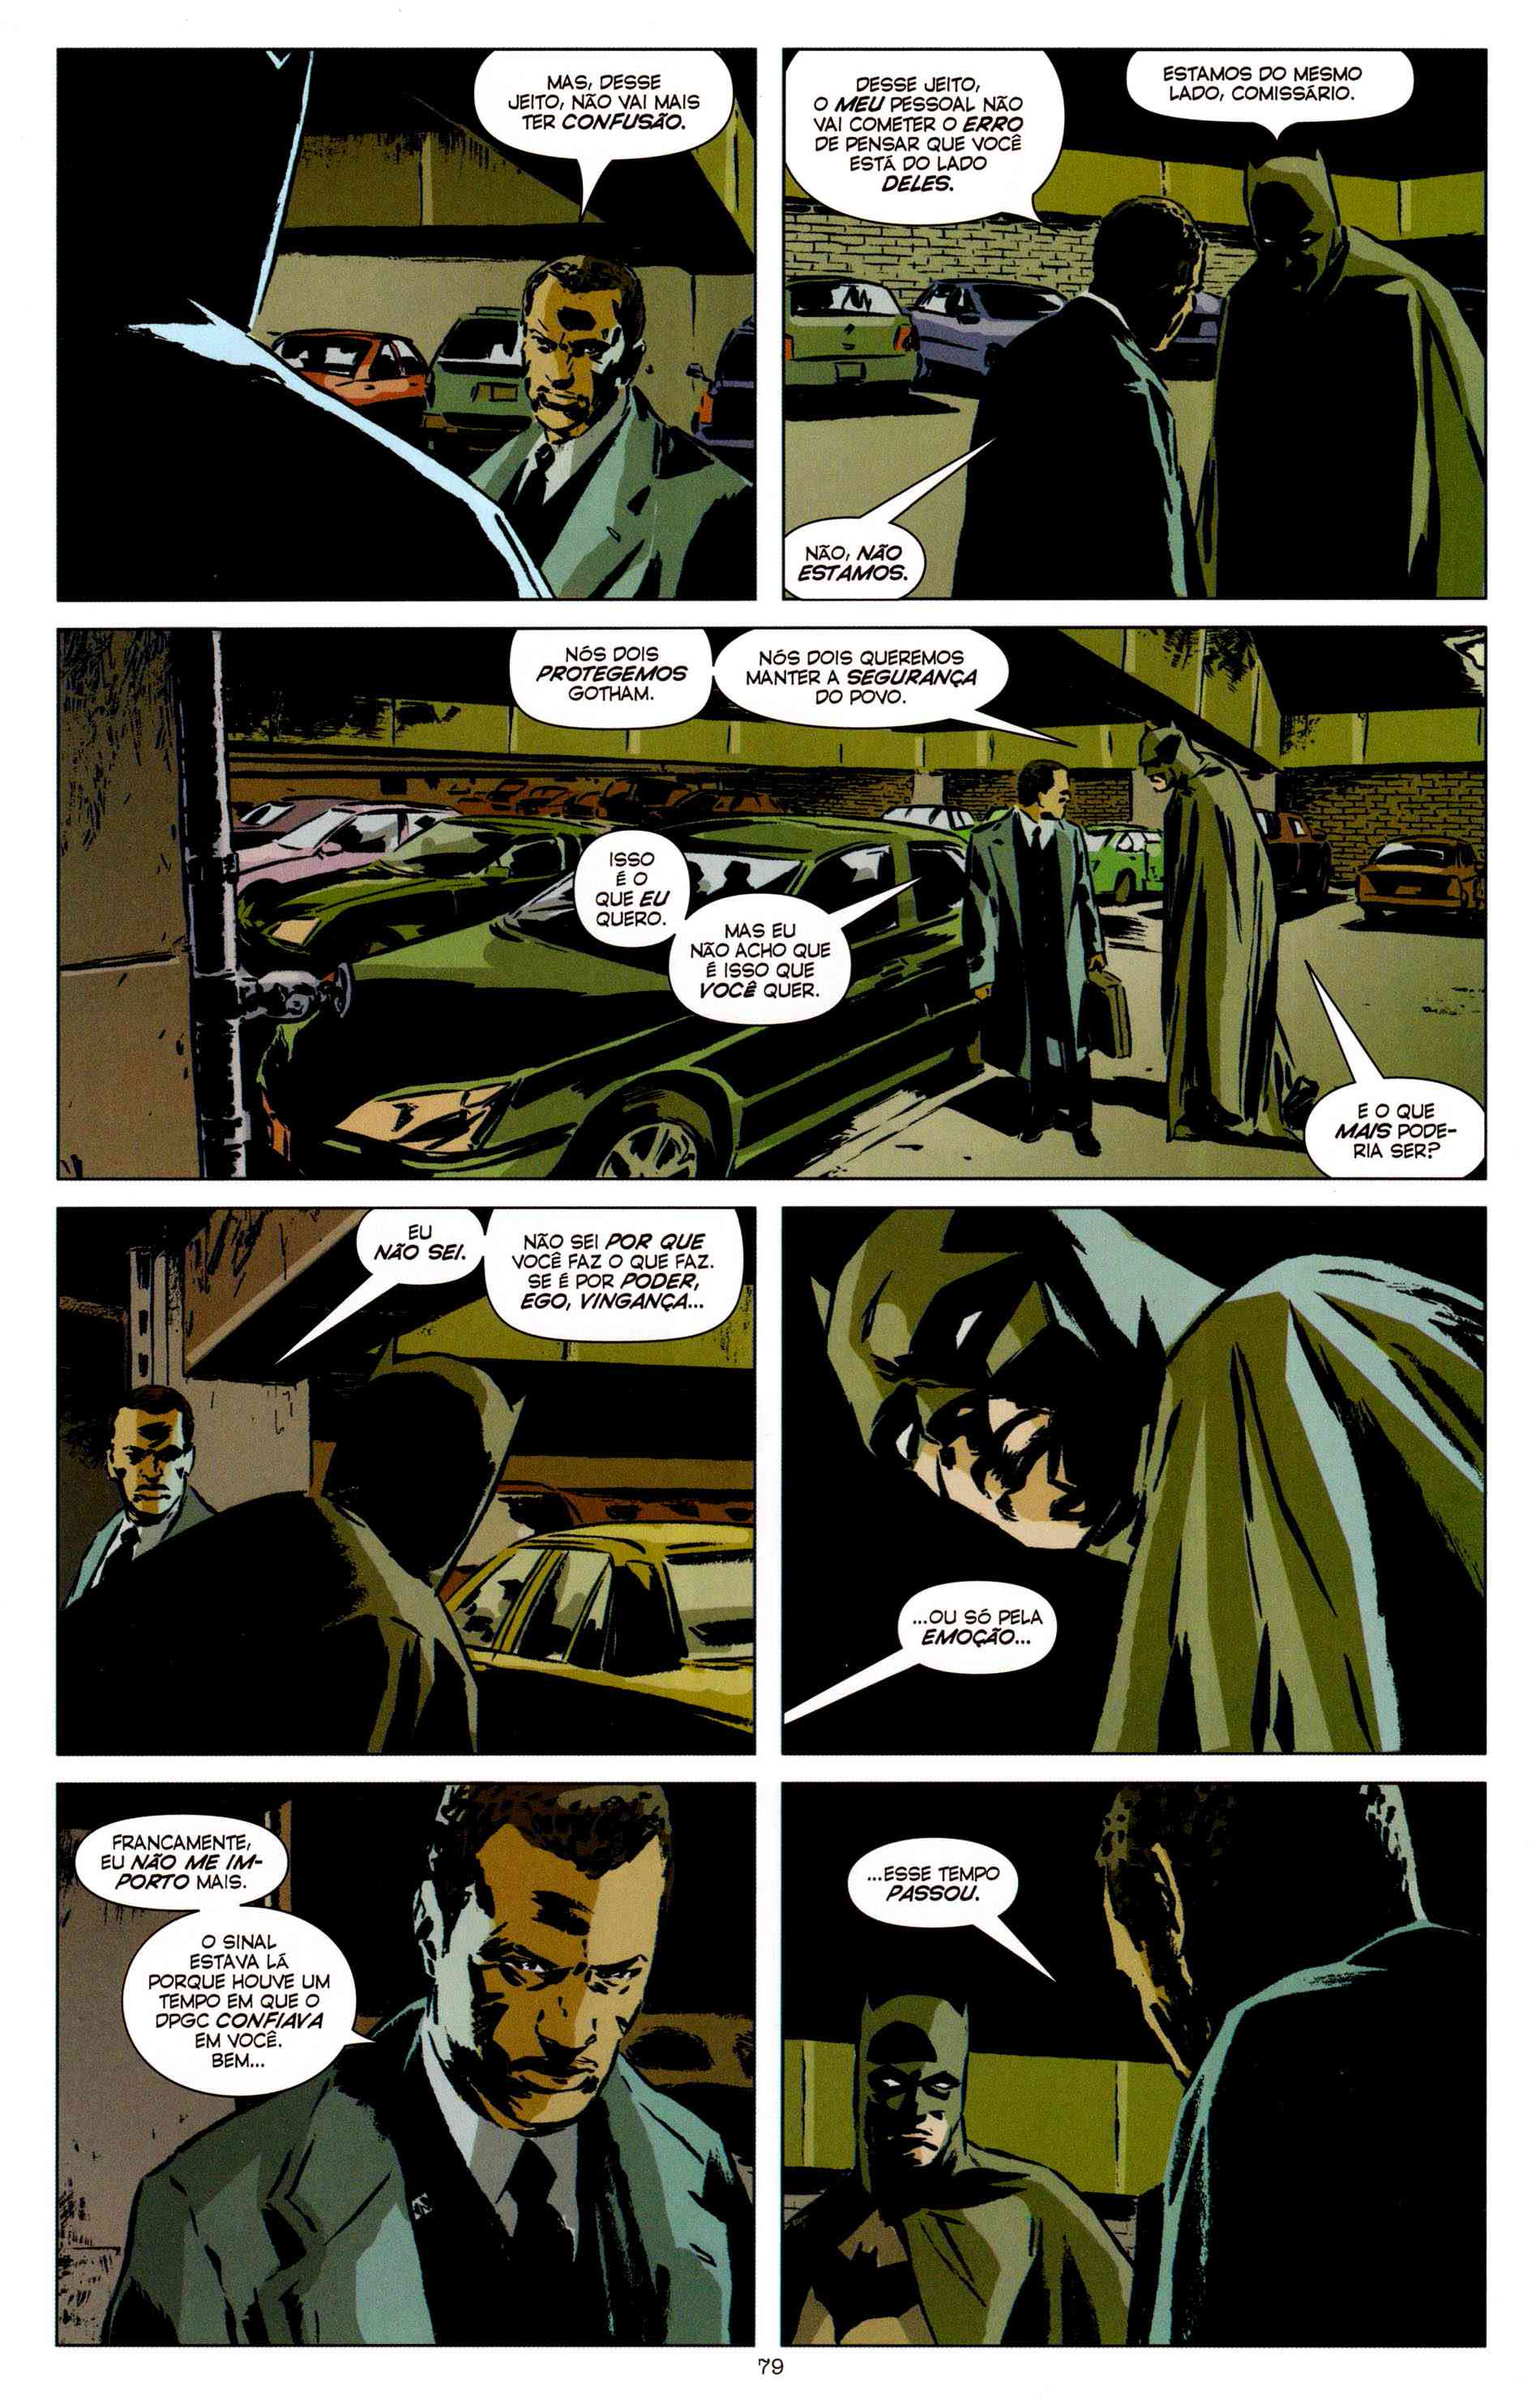 MAS, DESSE
JEITO, NÃO VAI MAIS
TER CONFUSÃO.
DESSE JEITO,
O MEU PESSOAL NÃO
VAI COMETER O ERRO
DE PENSAR QUE VOCÊ
ESTÁ DO LADO
DELES.
ESTAMOS DO MESMO
LADO, COMISSÁRIO.
NÃO, NÃO
ESTAMOS.
NÓS DOIS
PROTEGEMOS
GOTHAM.
NÓS DOIS QUEREMOS
MANTER A SEGURANÇA
DO POVO.
ISSO
É O
QUE EU
QUERO.
MAS EU
NÃO ACHO QUE
É ISSO QUE
VOCÊ QUER.
E O QUE
MAIS PODE-
RIA SER?
EU
NÃO SEI.
NÃO SEI POR QUE
VOCÊ FAZ O QUE FAZ.
SE É POR PODER,
EGO, VINGANÇA...
...OU SÓ PELA
EMOÇÃO...
FRANCAMENTE,
EU NÃO ME IM-
PORTO MAIS.
O SINAL
ESTAVA LÁ
PORQUE HOUVE UM
TEMPO EM QUE O
DPGC CONFIAVA
EM VOCÊ.
BEM...
...ESSE TEMPO
PASSOU.
79